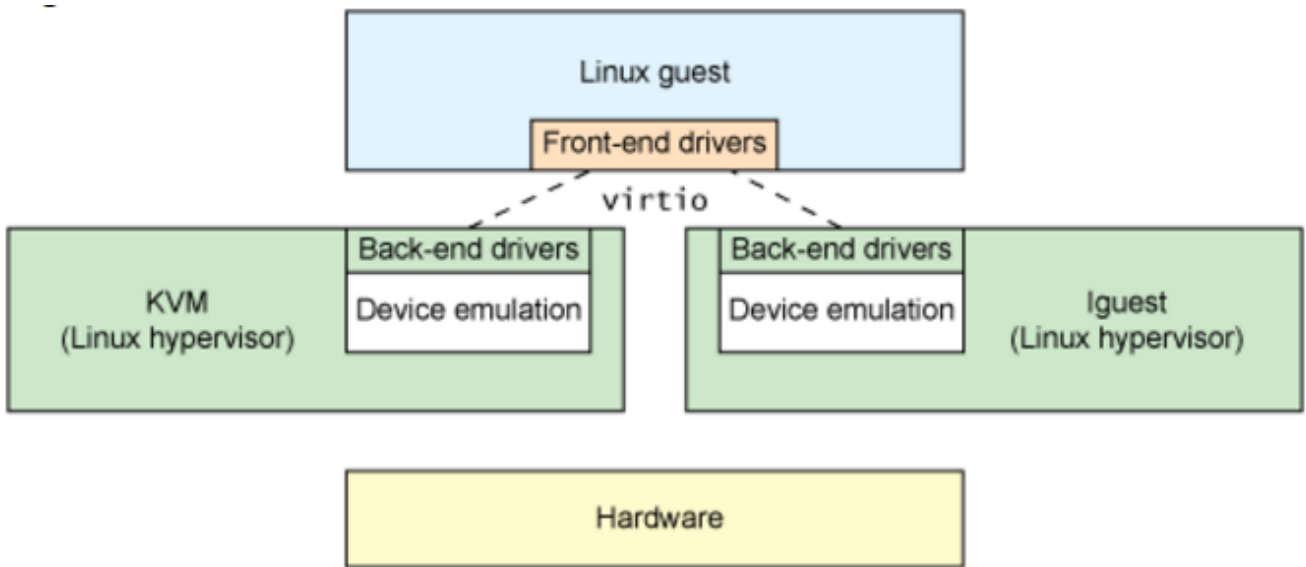 Linux guest
Front-end drivers
virtio
Back-end drivers
Device emulation
KVM
(Linux hypervisor)
Back-end drivers
Device emulation
lguest
(Linux hypervisor)
Hardware